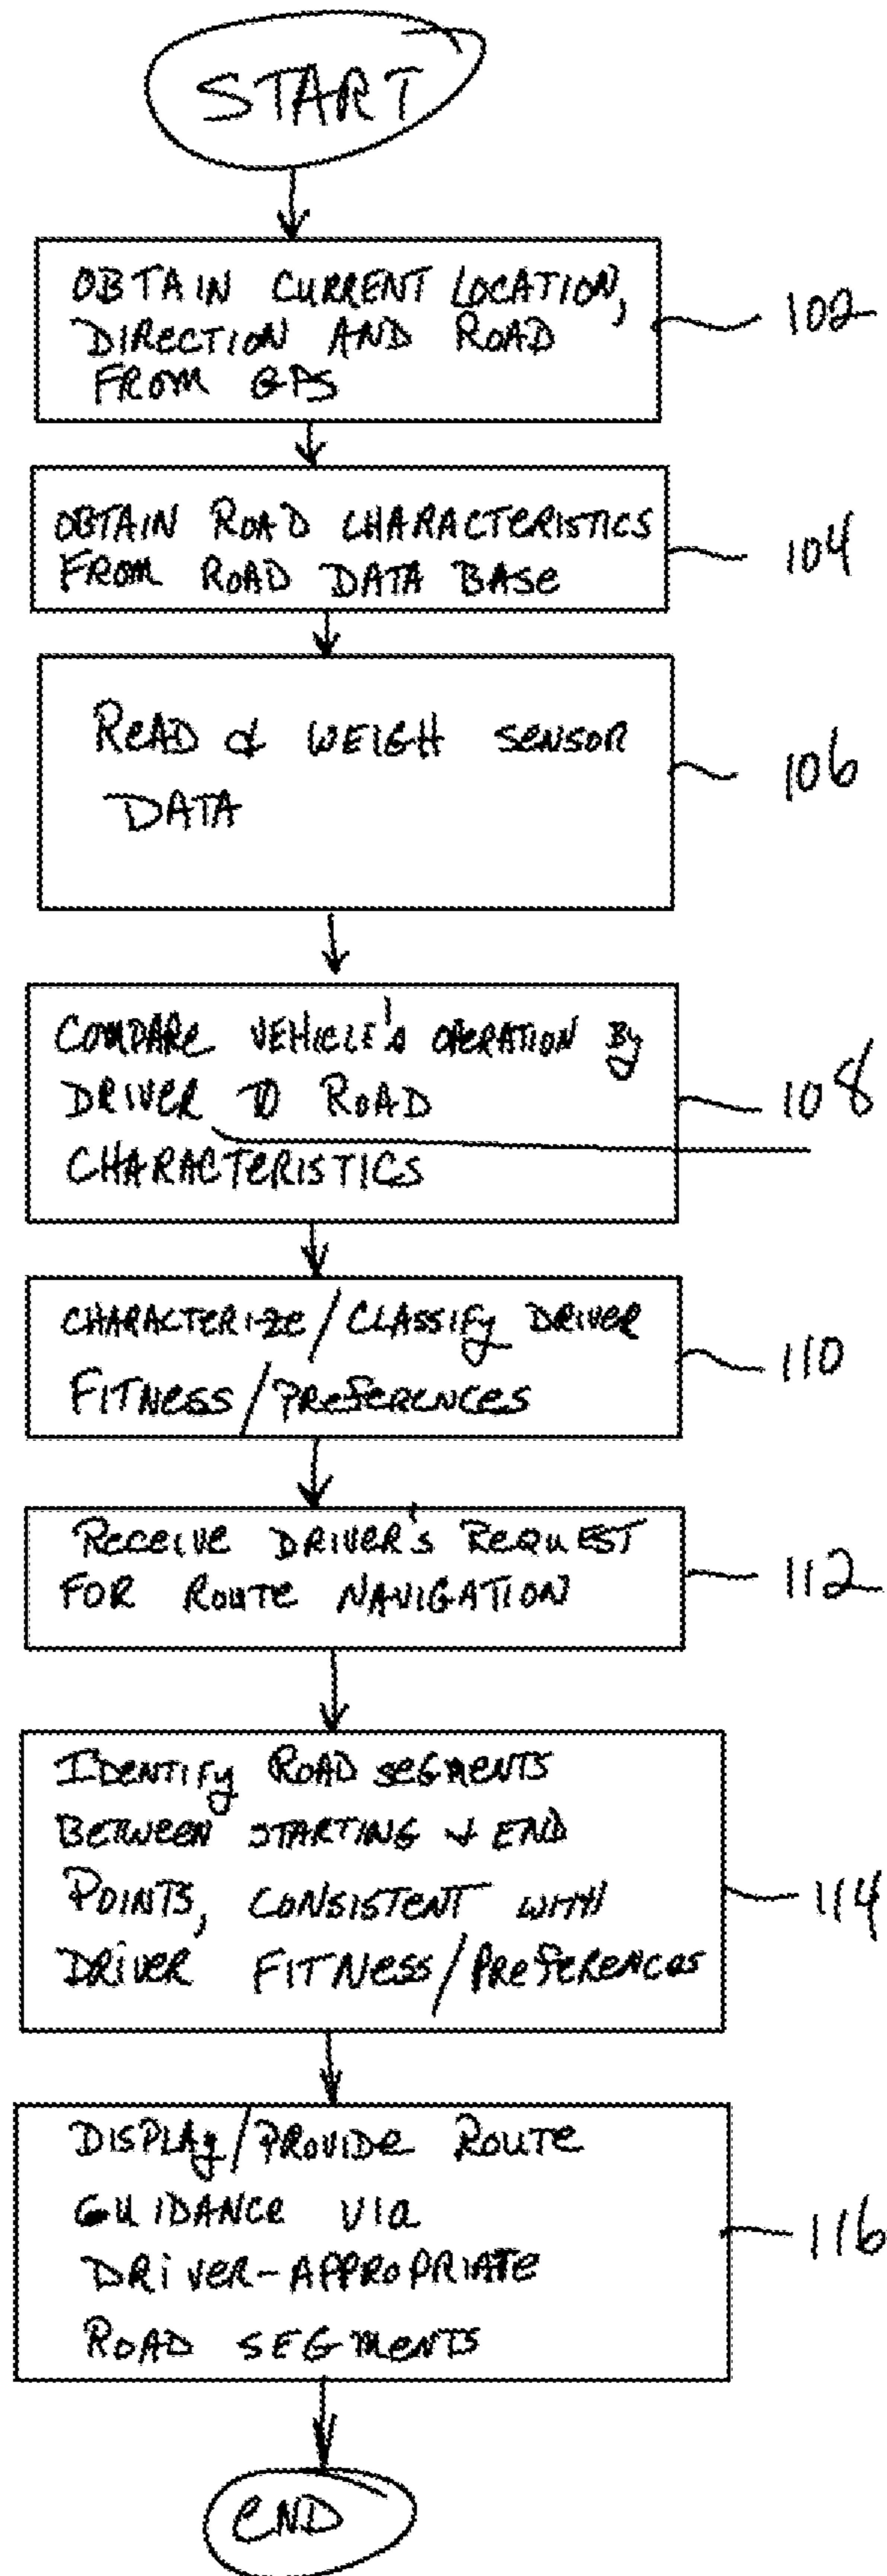 START
OBTAIN CURRENT LOCATION,
DIRECTION AND ROAD
FROM GPS
102
OBTAIN ROAD CHARACTERISTICS
FROM ROAD DATA BASE
104
READ & WEIGH SENSOR
DATA
106
COMPARE VEHICLE'S OPERATION BY
DRIVER TO ROAD
CHARACTERISTICS
108
CHARACTERIZE/CLASSIFY DRIVER
FITNESS/PREFERENCES
110
RECEIVE DRIVER'S REQUEST
FOR ROUTE NAVIGATION
112
IDENTIFY ROAD SEGMENTS
BETWEEN STARTING & END
POINTS, CONSISTENT WITH
DRIVER FITNESS/PREFERENCES
114
DISPLAY/PROVIDE ROUTE
GUIDANCE VIA
DRIVER-APPROPRIATE
ROAD SEGMENTS
116
END